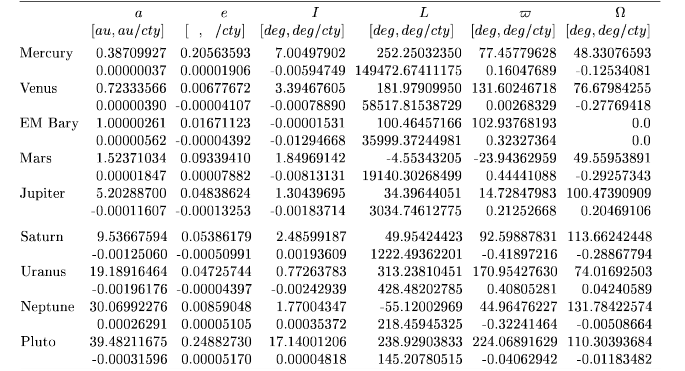 a e I L ϖ Ω
[au, au/cty] [ , /cty] [deg, deg/cty] [deg, deg/cty] [deg, deg/cty] [deg, deg/cty]
Mercury 0.38709927 0.20563593 7.00497902 252.25032350 77.45779628 48.33076593
0.00000037 0.00001906 -0.00594749 149472.67411175 0.16047689 -0.12534081
Venus 0.72333566 0.00677672 3.39467605 181.97909950 131.60246718 76.67984255
0.00000390 -0.00004107 -0.00078890 58517.81538729 0.00268329 -0.27769418
EM Bary 1.00000261 0.01671123 -0.00001531 100.46457166 102.93768193 0.0
0.00000562 -0.00004392 -0.01294668 35999.37244981 0.32327364 0.0
Mars 1.52371034 0.09339410 1.84969142 -4.55343205 -23.94362959 49.55953891
0.00001847 0.00007882 -0.00813131 19140.30268499 0.44441088 -0.29257343
Jupiter 5.20288700 0.04838624 1.30439695 34.39644051 14.72847983 100.47390909
-0.00011607 -0.00013253 -0.00183714 3034.74612775 0.21252668 0.20469106
Saturn 9.53667594 0.05386179 2.48599187 49.95424423 92.59887831 113.66242448
-0.00125060 -0.00050991 0.00193609 1222.49362201 -0.41897216 -0.28867794
Uranus 19.18916464 0.04725744 0.77263783 313.23810451 170.95427630 74.01692503
-0.00196176 -0.00004397 -0.00242939 428.48202785 0.40805281 0.04240589
Neptune 30.06992276 0.00859048 1.77004347 -55.12002969 44.96476227 131.78422574
0.00026291 0.00005105 0.00035372 218.45945325 -0.32241464 -0.00508664
Pluto 39.48211675 0.24882730 17.14001206 238.92903833 224.06891629 110.30393684
-0.00031596 0.00005170 0.00004818 145.20780515 -0.04062942 -0.01183482